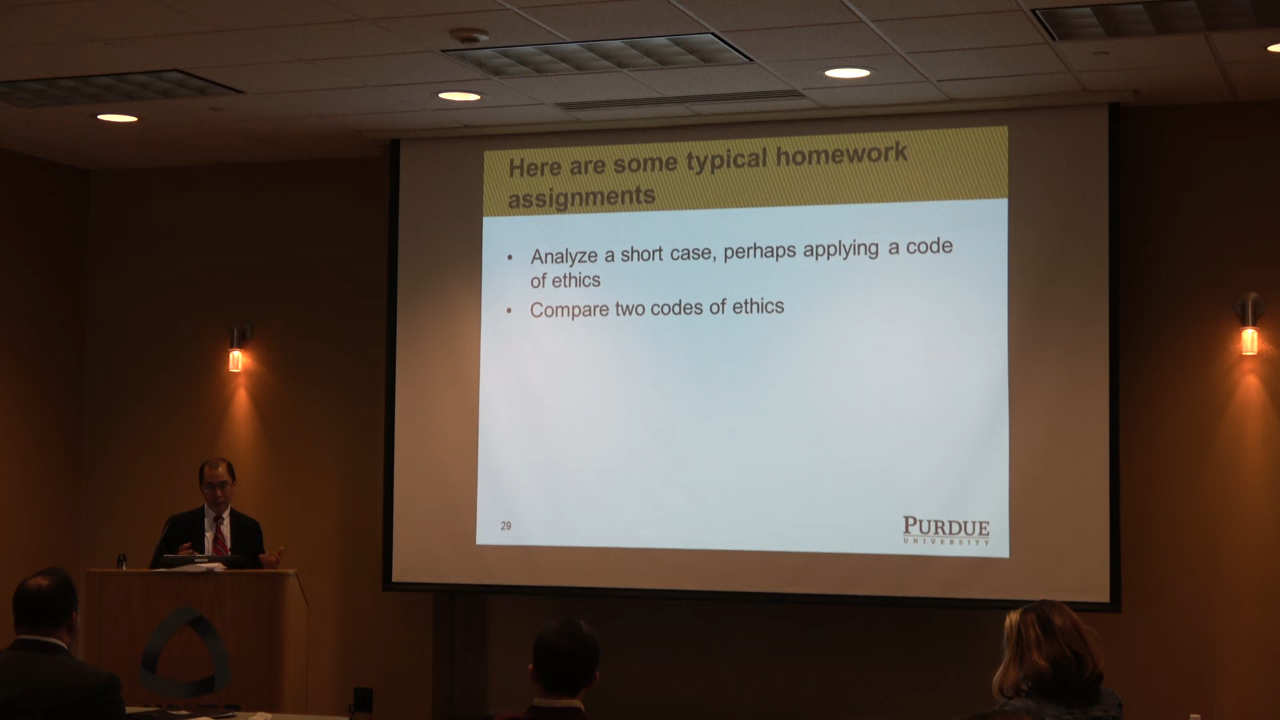 Here are some typical homework
assignments
• Analyze a short case, perhaps applying a code
of ethics
• Compare two codes of ethics
29
PURDUE
UNIVERSITY